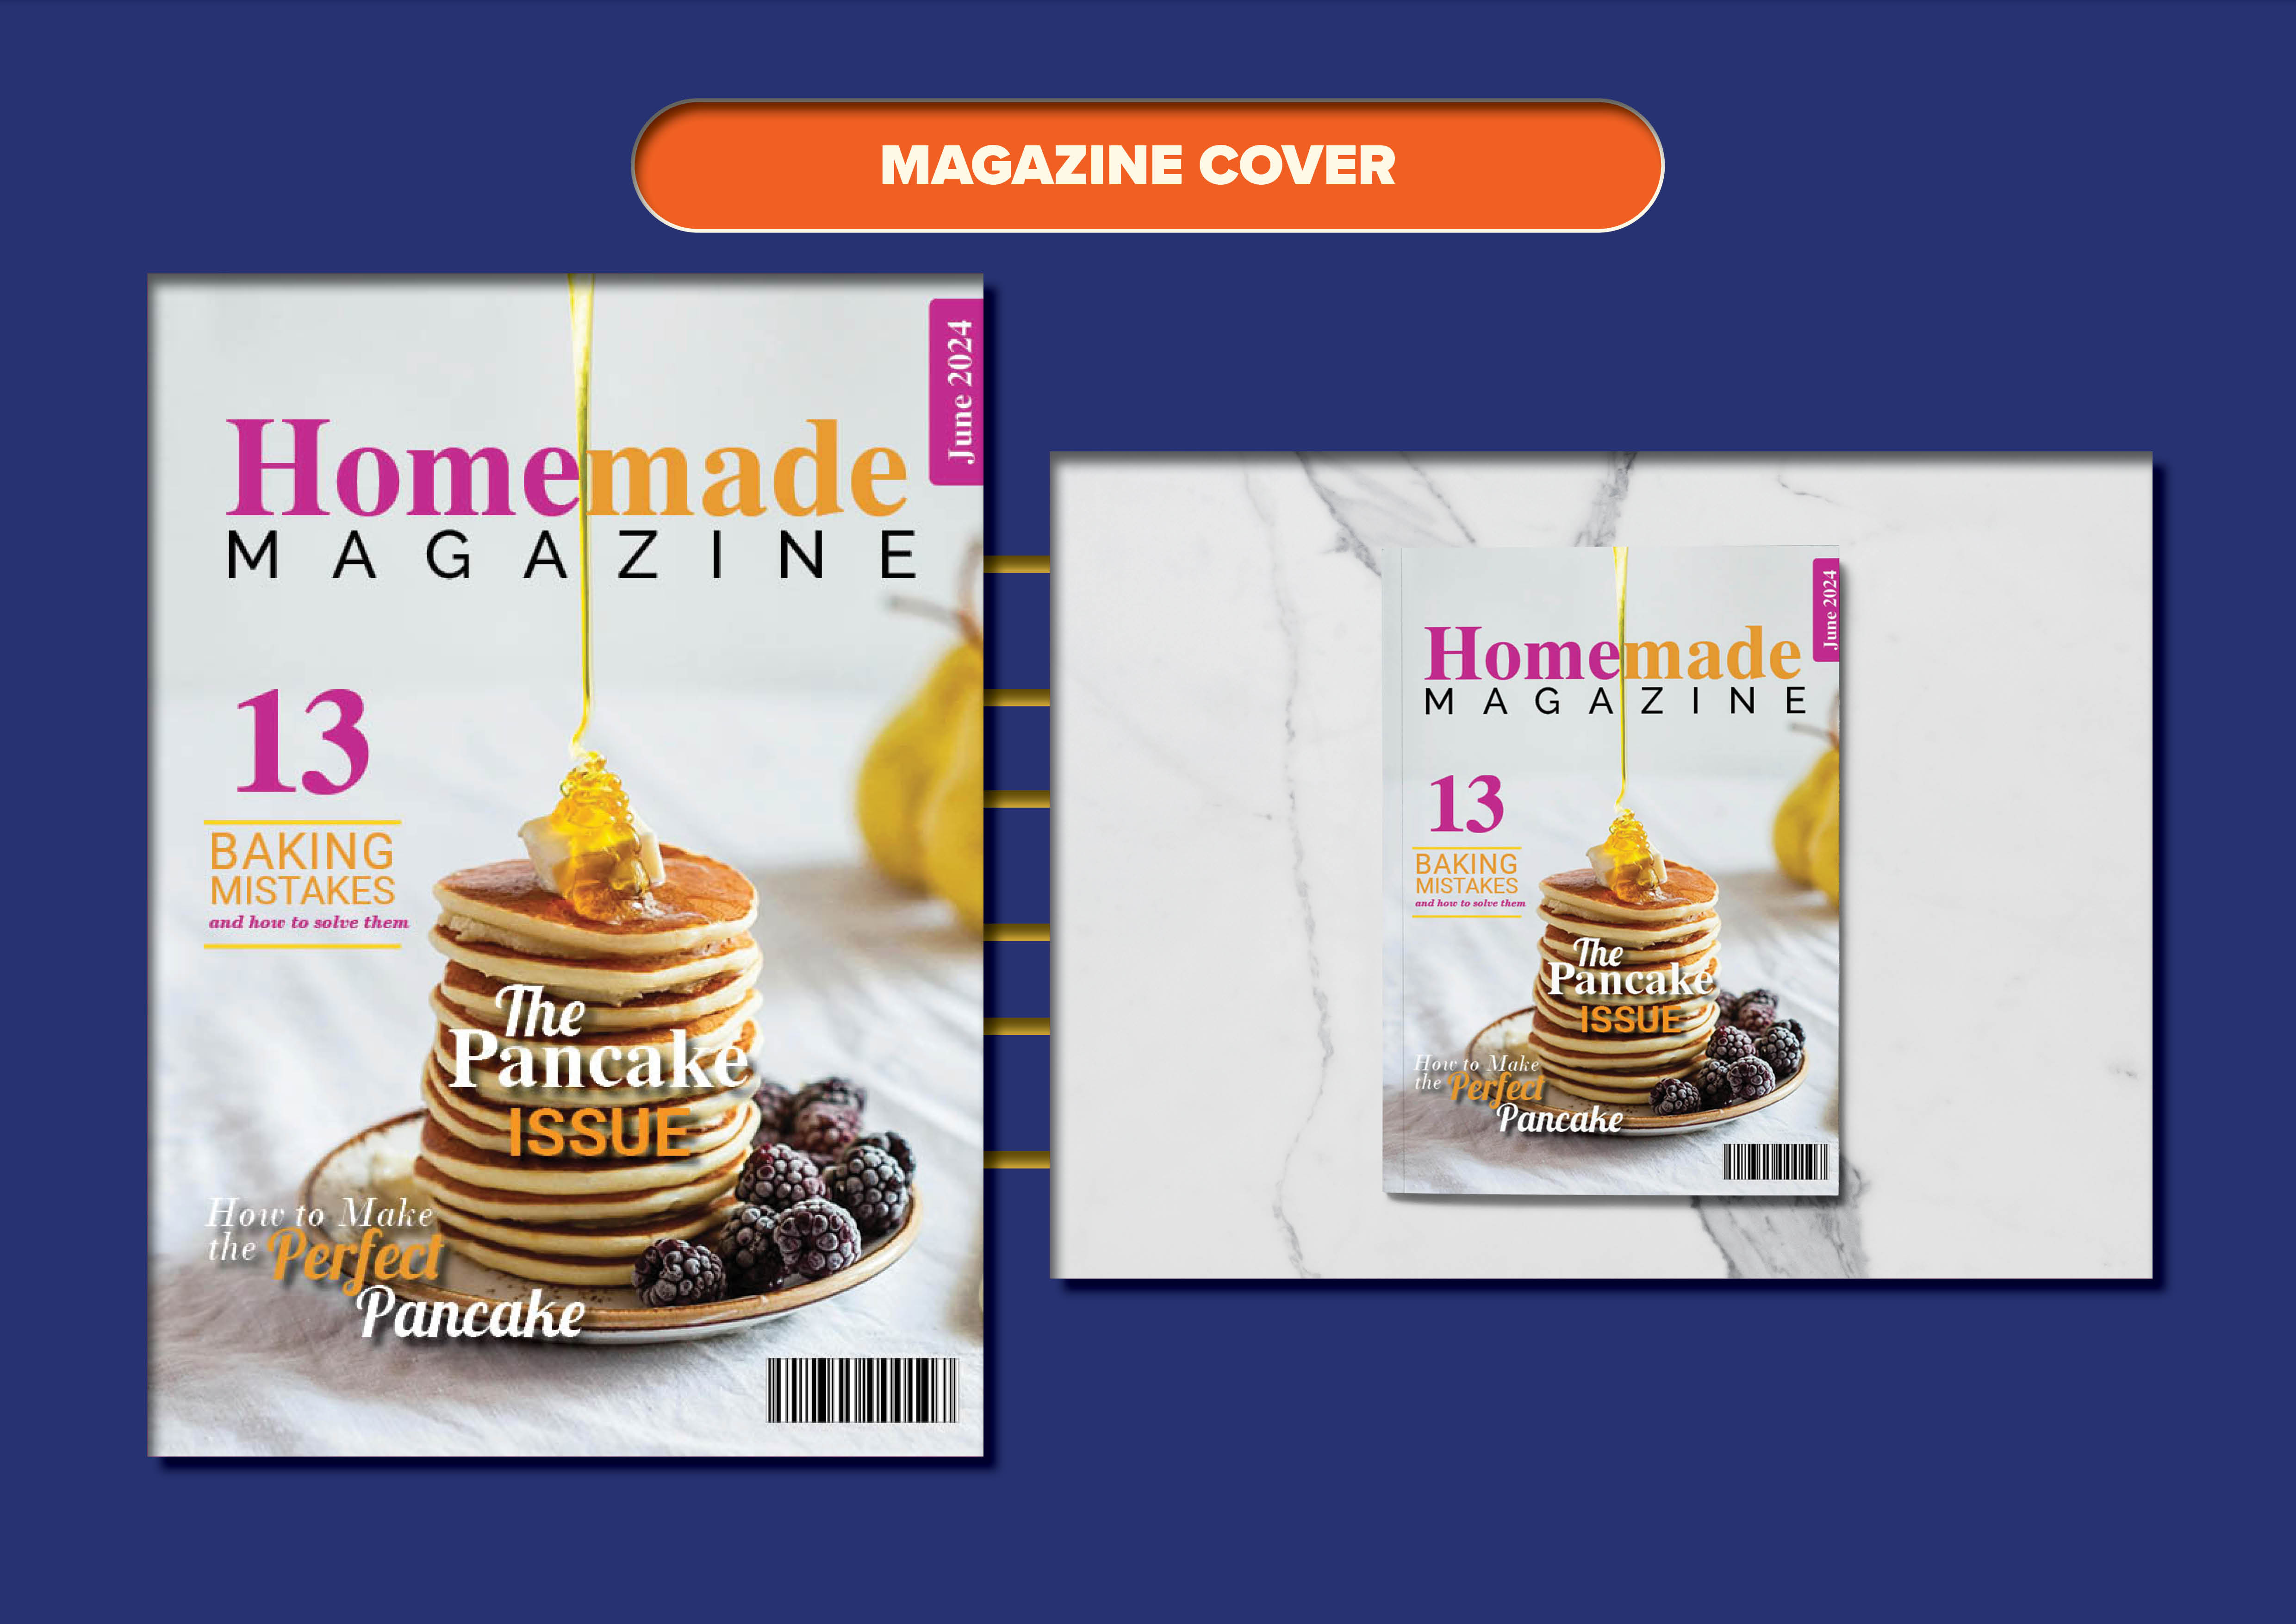 MAGAZINE COVER
June 2024
Homemade
MAGAZINE
13
BAKING
MISTAKES
and how to solve them
The
Pancake
ISSUE
How to Make
the Perfect
Pancake
June 2024
Homemade
MAGAZINE
13
BAKING
MISTAKES
and how to solve them
The
Pancake
ISSUE
How to Make
the Perfect
Pancake